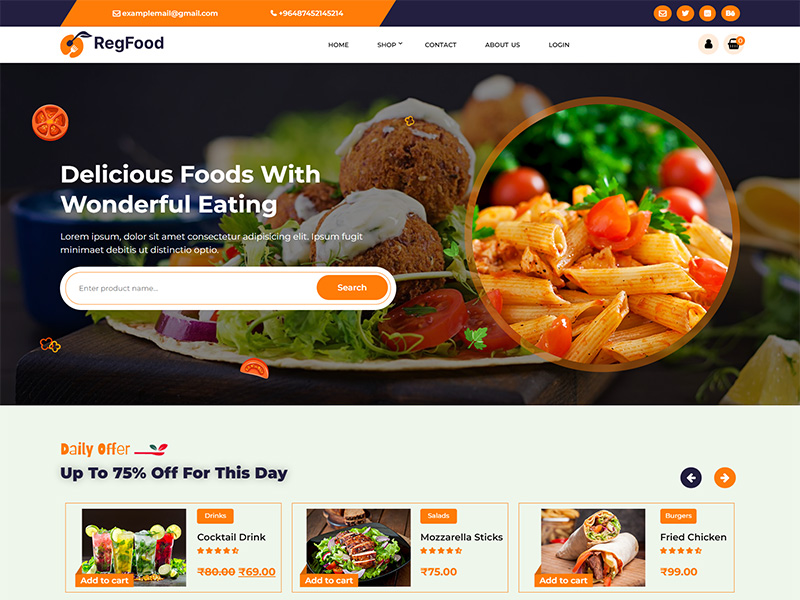 examplemail@gmail.com
+96487452145214
RegFood
HOME
SHOP
CONTACT
ABOUT US
LOGIN
0
Delicious Foods With
Wonderful Eating
Lorem ipsum, dolor sit amet consectetur adipisicing elit. Ipsum fugit
minimaet debitis ut distinctio optio.
Enter product name...
Search
Daily Offer
Up To 75% Off For This Day
Drinks
Cocktail Drink
₹80.00 ₹69.00
Add to cart
Salads
Mozzarella Sticks
₹75.00
Add to cart
Burgers
Fried Chicken
₹99.00
Add to cart